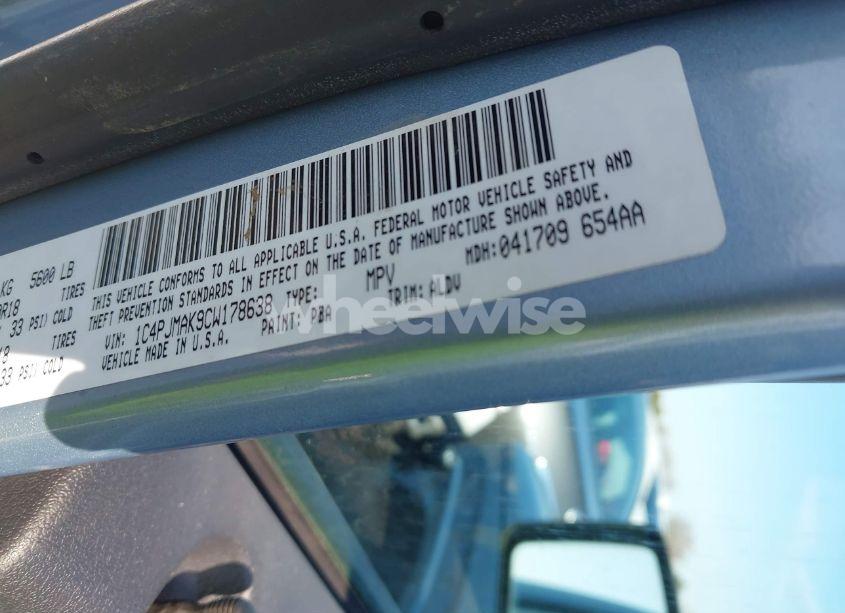 KG 5600 LB
0R18 TIRES
33 PSI) COLD
TIRES
33 PSI) COLD
THIS VEHICLE CONFORMS TO ALL APPLICABLE U.S.A. FEDERAL MOTOR VEHICLE SAFETY AND
THEFT PREVENTION STANDARDS IN EFFECT ON THE DATE OF MANUFACTURE SHOWN ABOVE.
VIN: 1C4PJMAK9CW178638 TYPE: MPV MDH:041709 654AA
VEHICLE MADE IN U.S.A. PAINT: PBA TRIM:ALDV
wheelwise